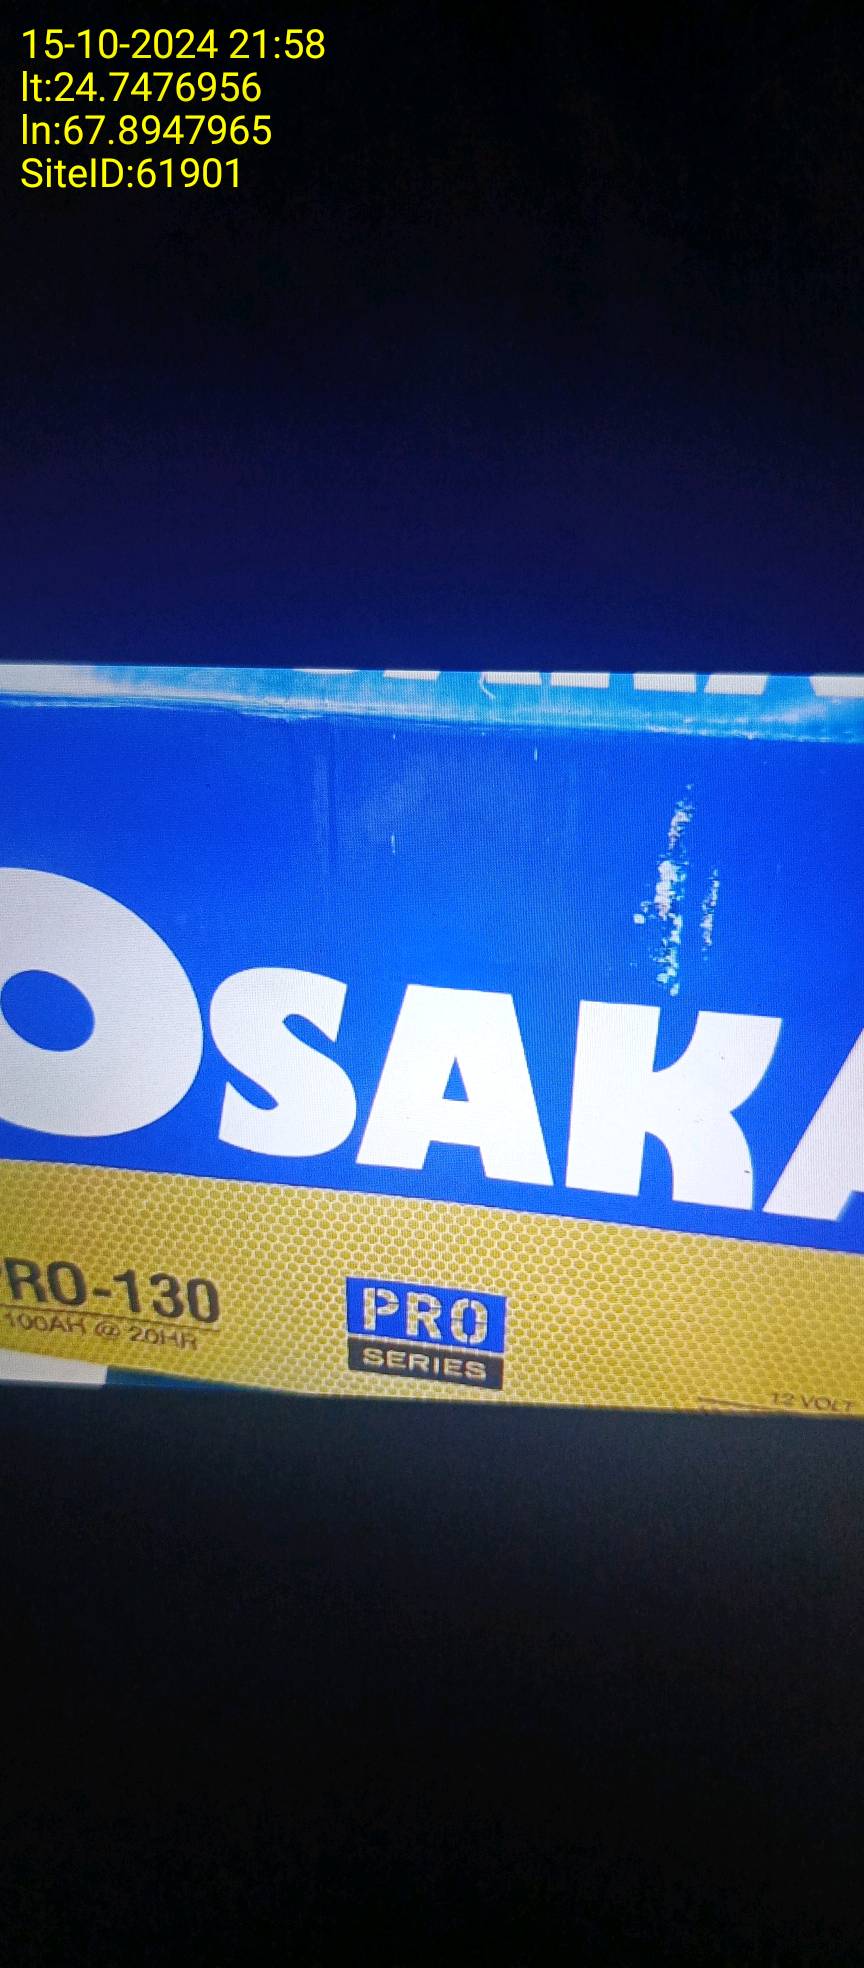 15-10-2024 21:58
lt:24.7476956
ln:67.8947965
SiteID:61901
OSAKA
RO-130
100AH @ 20HR
PRO
SERIES
12 VOLT